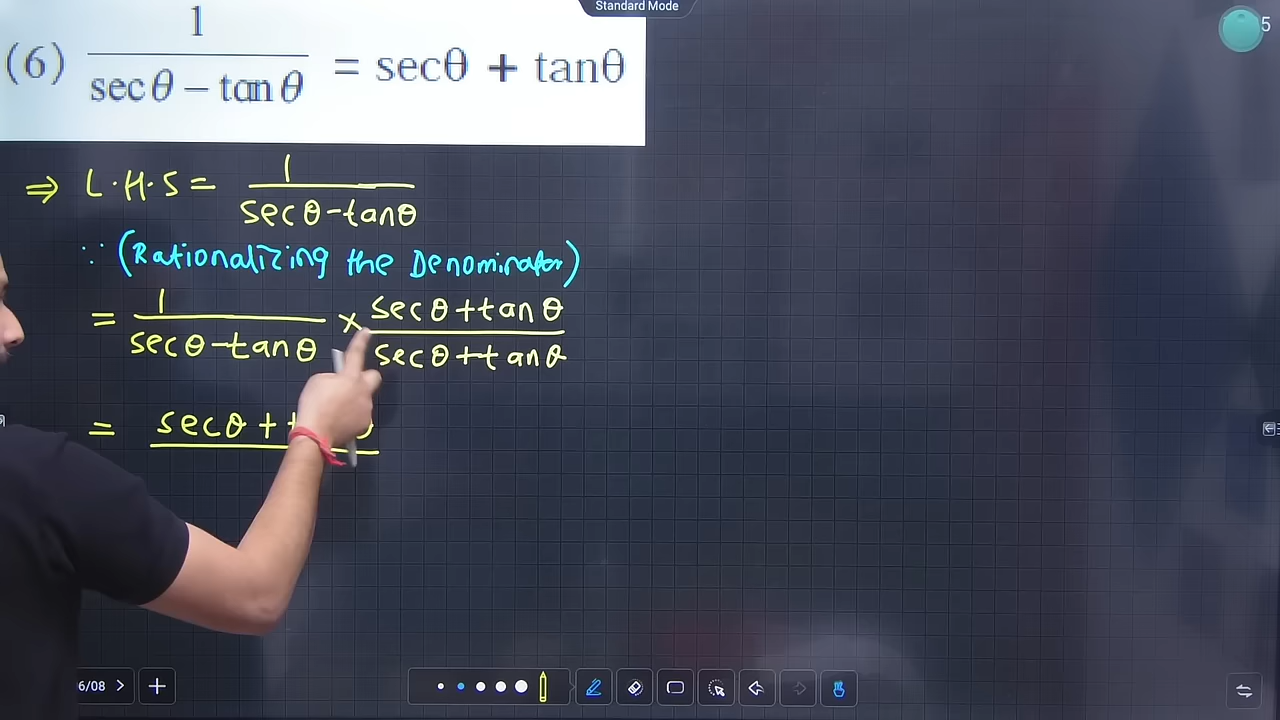 Standard Mode
5
(6) 1 / secθ − tanθ = secθ + tanθ
⇒ L.H.S = 1 / secθ-tanθ
∵ (Rationalizing the Denominator)
= 1 / secθ-tanθ × secθ+tanθ / secθ+tanθ
= secθ + θ
6/08